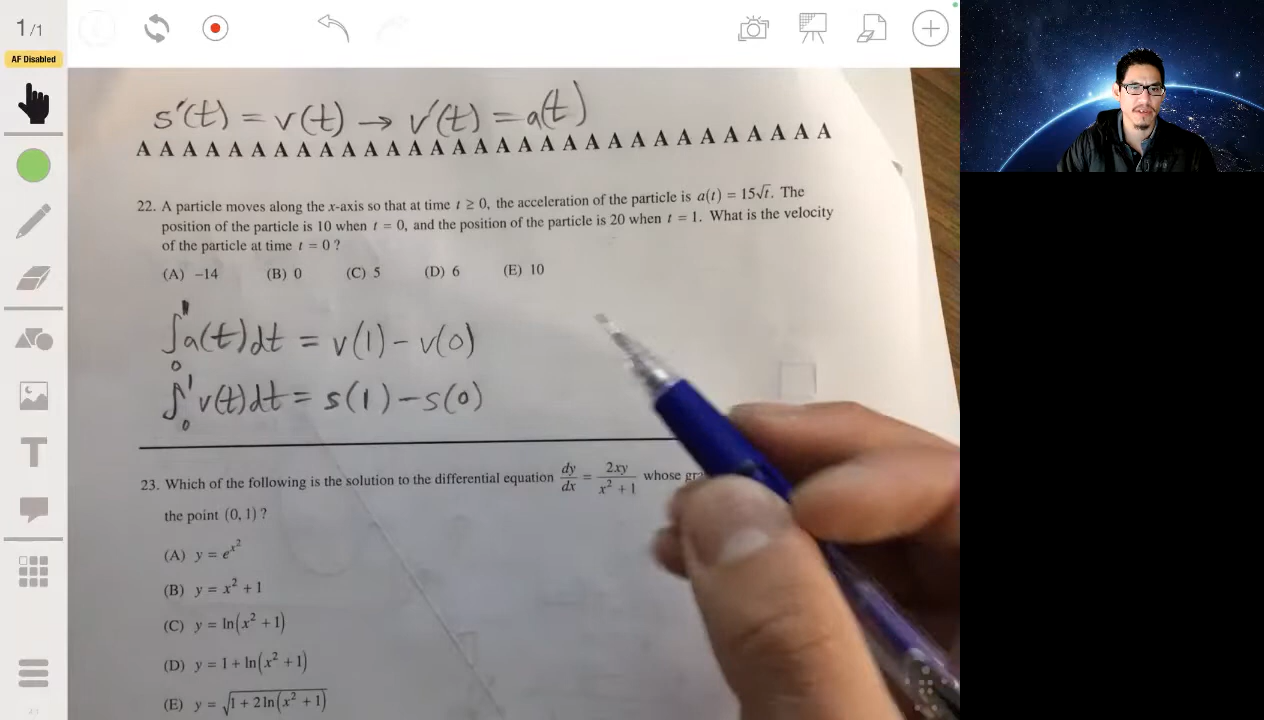 1/1
AF Disabled
s'(t) = v(t) → v'(t) = a(t)
A A A A A A A A A A A A A A A A A A A A A A A A A A A A A A A
22. A particle moves along the x-axis so that at time t ≥ 0, the acceleration of the particle is a(t) = 15√t. The
position of the particle is 10 when t = 0, and the position of the particle is 20 when t = 1. What is the velocity
of the particle at time t = 0 ?
(A) −14 (B) 0 (C) 5 (D) 6 (E) 10
∫₀¹ a(t)dt = v(1) − v(0)
∫₀¹ v(t)dt = s(1) − s(0)
23. Which of the following is the solution to the differential equation dy/dx = 2xy/(x² + 1) whose
the point (0, 1) ?
(A) y = e^(x²)
(B) y = x² + 1
(C) y = ln(x² + 1)
(D) y = 1 + ln(x² + 1)
(E) y = √(1 + 2 ln(x² + 1))
T